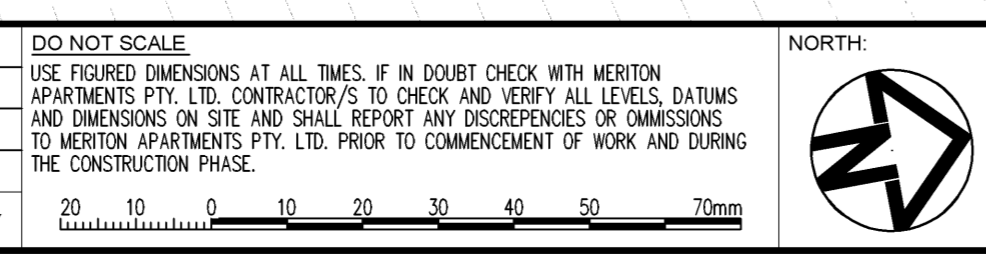 DO NOT SCALE
USE FIGURED DIMENSIONS AT ALL TIMES. IF IN DOUBT CHECK WITH MERITON
APARTMENTS PTY. LTD. CONTRACTOR/S TO CHECK AND VERIFY ALL LEVELS, DATUMS
AND DIMENSIONS ON SITE AND SHALL REPORT ANY DISCREPENCIES OR OMMISSIONS
TO MERITON APARTMENTS PTY. LTD. PRIOR TO COMMENCEMENT OF WORK AND DURING
THE CONSTRUCTION PHASE.
20 10 0 10 20 30 40 50 70mm
NORTH:
N